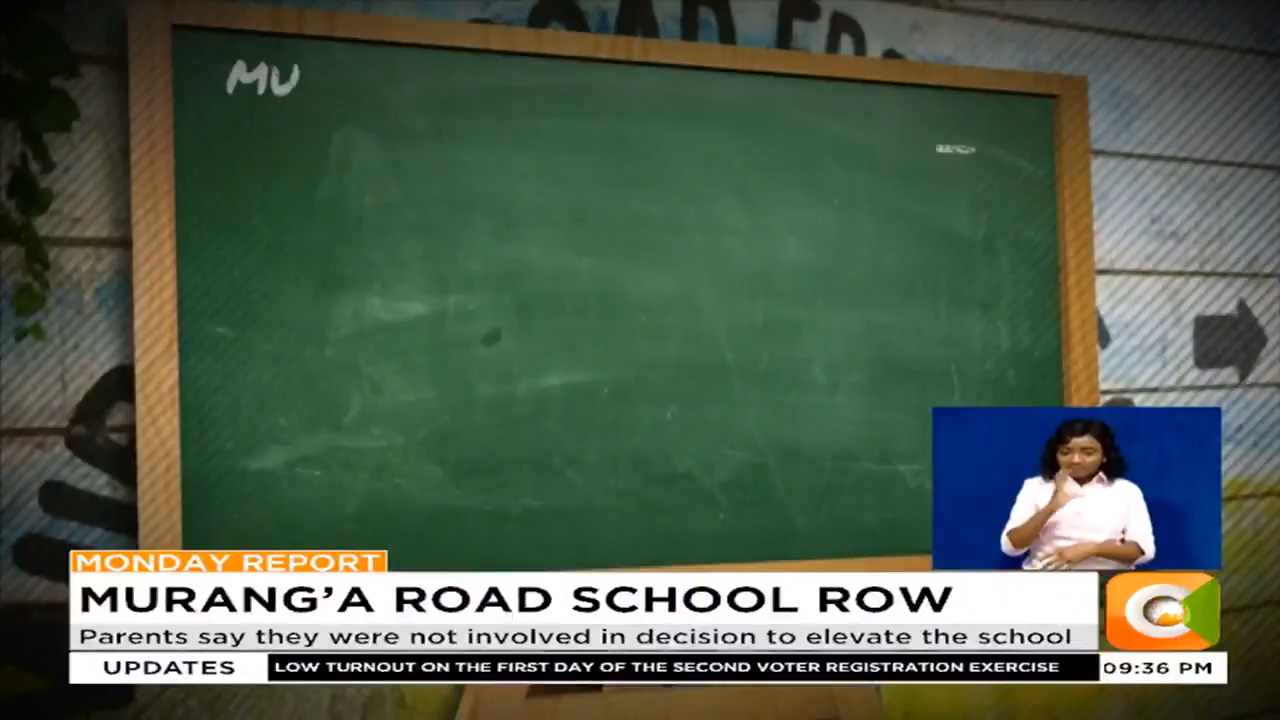 MU
MONDAY REPORT
MURANG'A ROAD SCHOOL ROW
Parents say they were not involved in decision to elevate the school
UPDATES
LOW TURNOUT ON THE FIRST DAY OF THE SECOND VOTER REGISTRATION EXERCISE
09:36 PM